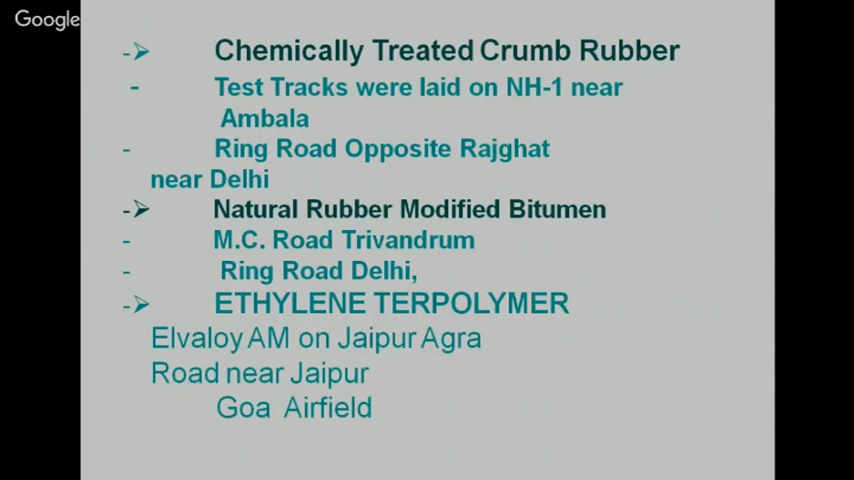 Google
-➢ Chemically Treated Crumb Rubber
- Test Tracks were laid on NH-1 near
Ambala
- Ring Road Opposite Rajghat
near Delhi
-➢ Natural Rubber Modified Bitumen
- M.C. Road Trivandrum
- Ring Road Delhi,
-➢ ETHYLENE TERPOLYMER
Elvaloy AM on Jaipur Agra
Road near Jaipur
Goa Airfield